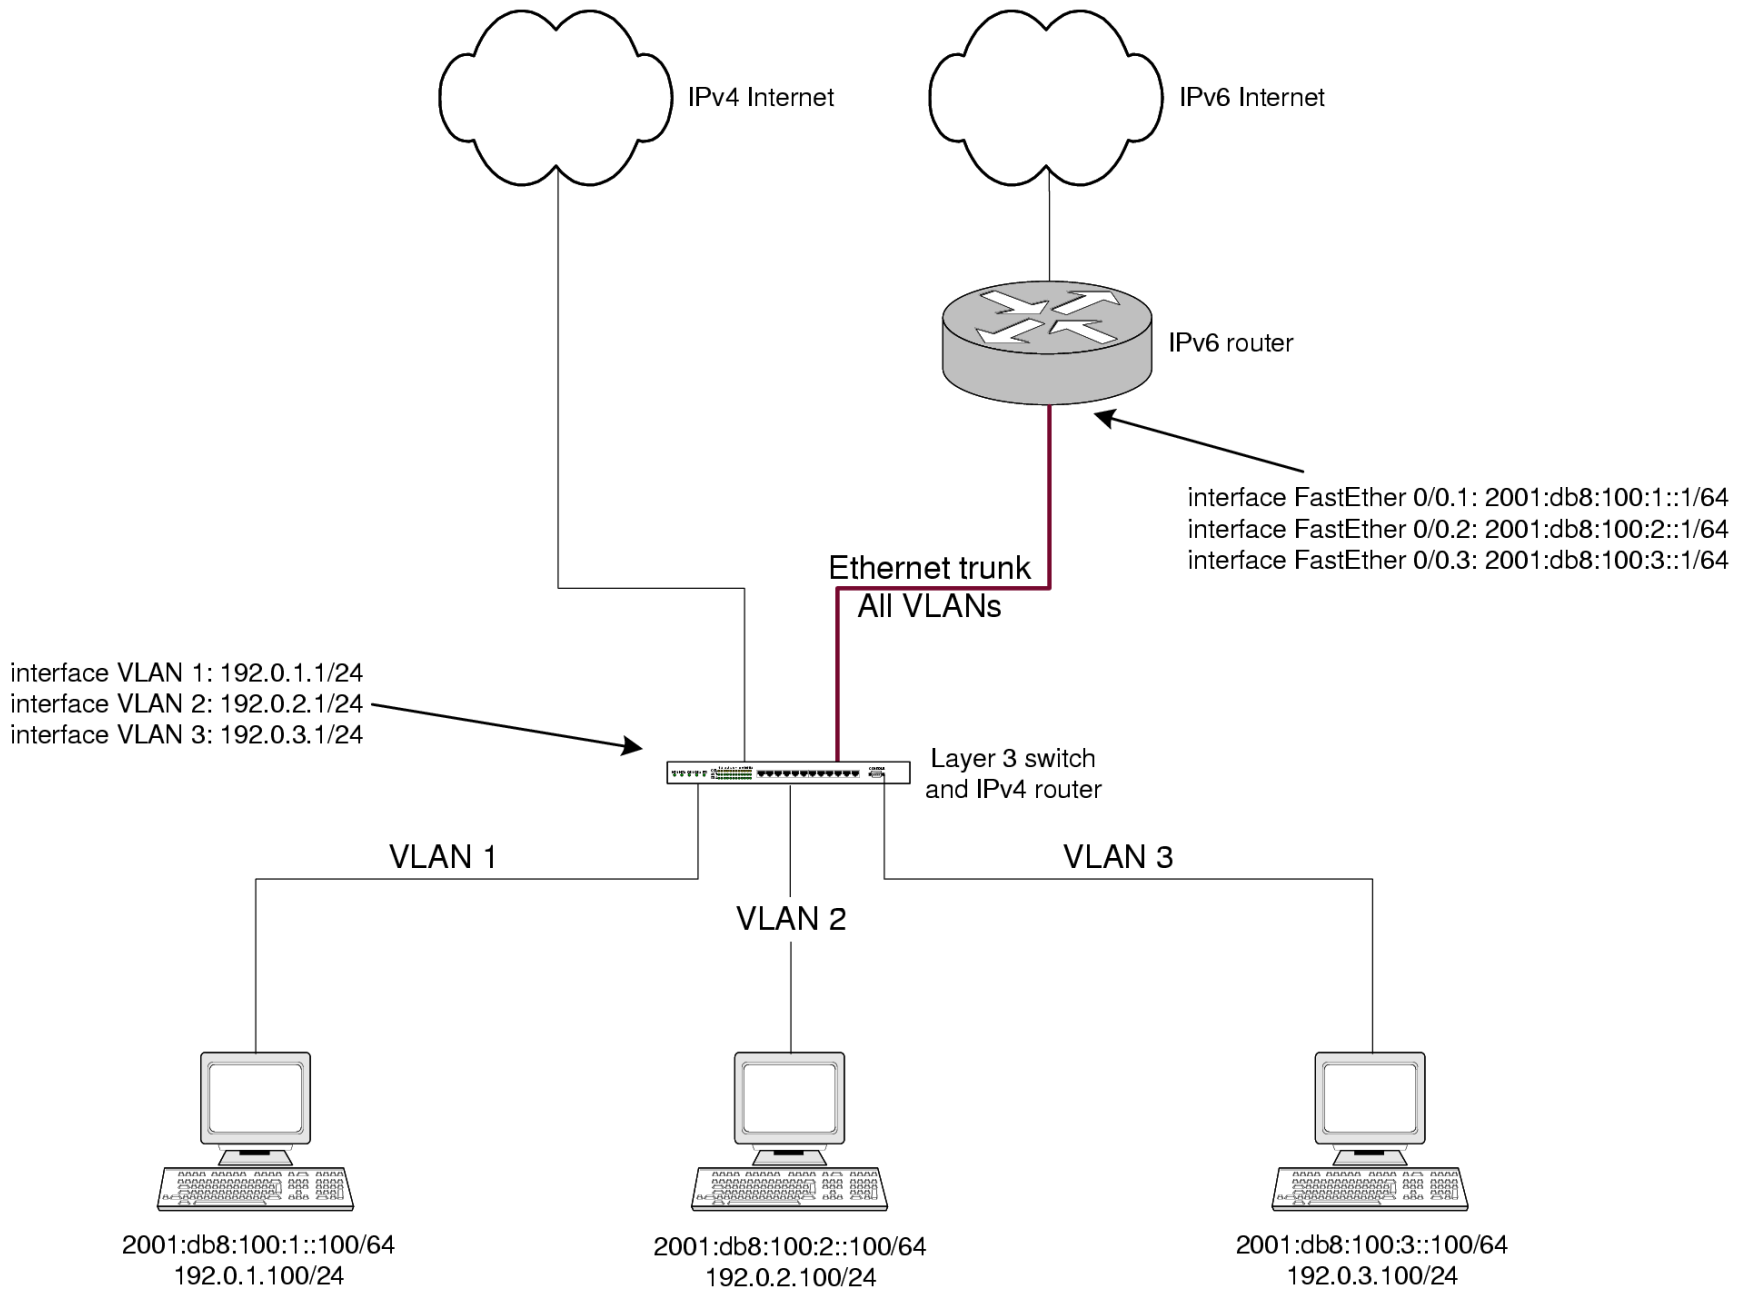 IPv4 Internet
IPv6 Internet
IPv6 router
interface FastEther 0/0.1: 2001:db8:100:1::1/64
interface FastEther 0/0.2: 2001:db8:100:2::1/64
interface FastEther 0/0.3: 2001:db8:100:3::1/64
Ethernet trunk
All VLANs
interface VLAN 1: 192.0.1.1/24
interface VLAN 2: 192.0.2.1/24
interface VLAN 3: 192.0.3.1/24
Layer 3 switch
and IPv4 router
VLAN 1
VLAN 2
VLAN 3
2001:db8:100:1::100/64
192.0.1.100/24
2001:db8:100:2::100/64
192.0.2.100/24
2001:db8:100:3::100/64
192.0.3.100/24